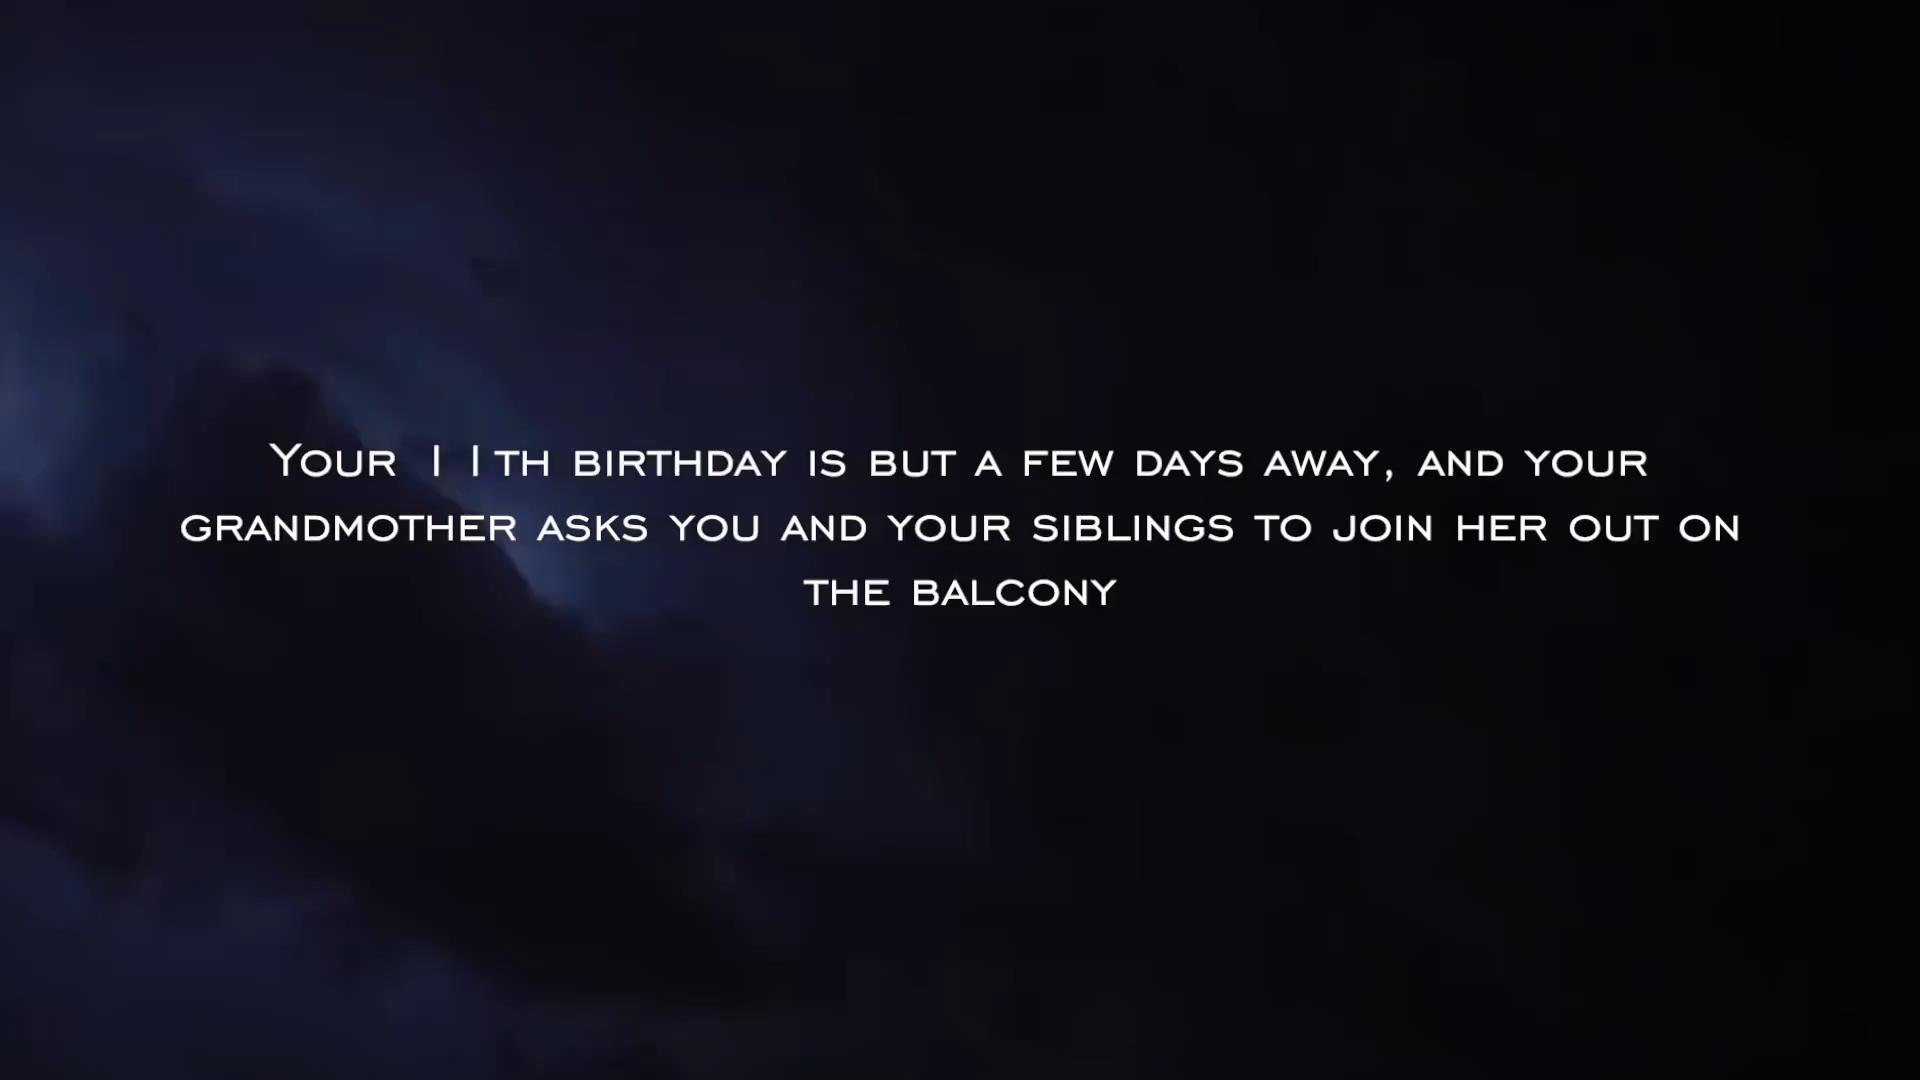 Your 11th birthday is but a few days away, and your
grandmother asks you and your siblings to join her out on
the balcony